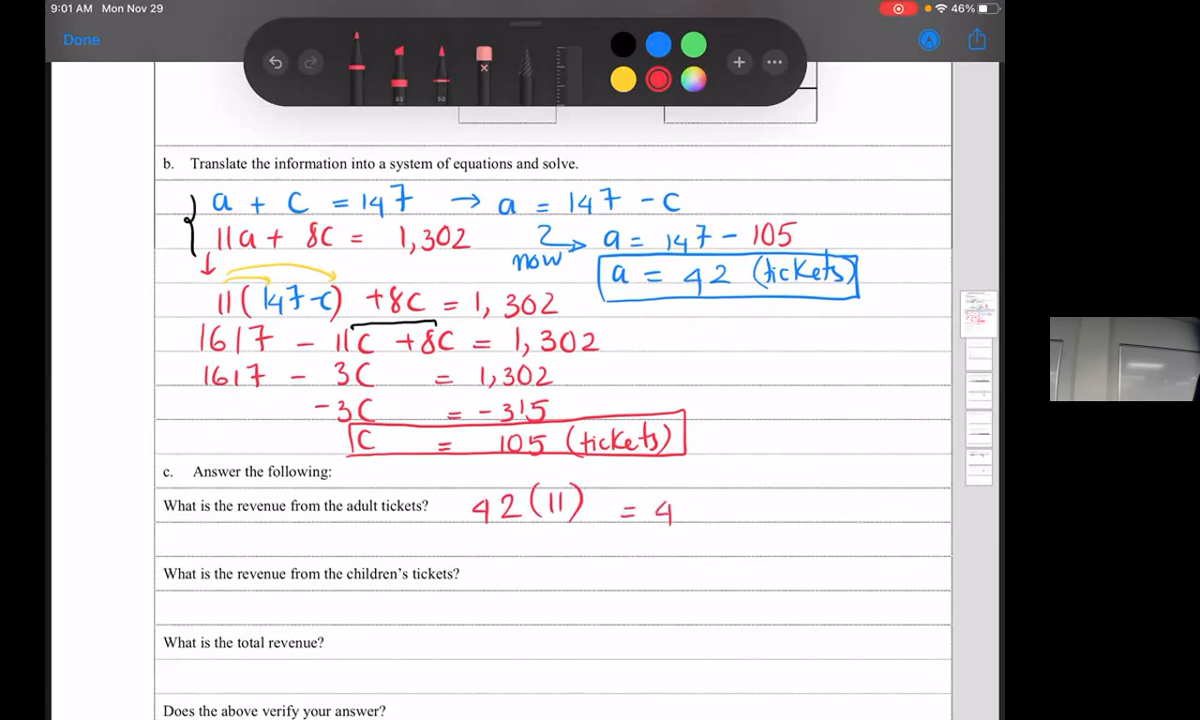 9:01 AM Mon Nov 29
46%
Done
b. Translate the information into a system of equations and solve.
a + c = 147 → a = 147 - c
11a + 8c = 1,302
now a = 147 - 105
a = 42 (tickets)
11(147-c) + 8c = 1,302
1617 - 11c + 8c = 1,302
1617 - 3c = 1,302
-3c = -315
c = 105 (tickets)
c. Answer the following:
What is the revenue from the adult tickets? 42(11) = 4
What is the revenue from the children's tickets?
What is the total revenue?
Does the above verify your answer?